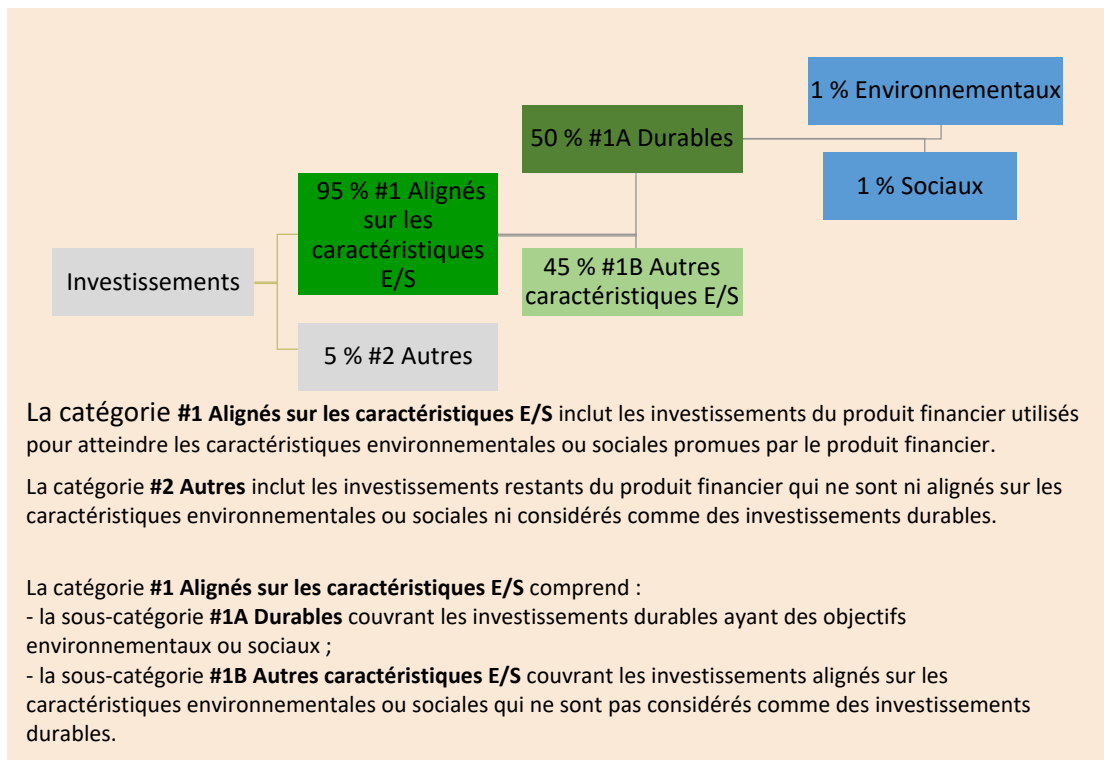 1 % Environnementaux
50 % #1A Durables
1 % Sociaux
95 % #1 Alignés
sur les
caractéristiques
E/S
Investissements
45 % #1B Autres
caractéristiques E/S
5 % #2 Autres
La catégorie #1 Alignés sur les caractéristiques E/S inclut les investissements du produit financier utilisés
pour atteindre les caractéristiques environnementales ou sociales promues par le produit financier.
La catégorie #2 Autres inclut les investissements restants du produit financier qui ne sont ni alignés sur les
caractéristiques environnementales ou sociales ni considérés comme des investissements durables.
La catégorie #1 Alignés sur les caractéristiques E/S comprend :
- la sous-catégorie #1A Durables couvrant les investissements durables ayant des objectifs
environnementaux ou sociaux ;
- la sous-catégorie #1B Autres caractéristiques E/S couvrant les investissements alignés sur les
caractéristiques environnementales ou sociales qui ne sont pas considérés comme des investissements
durables.